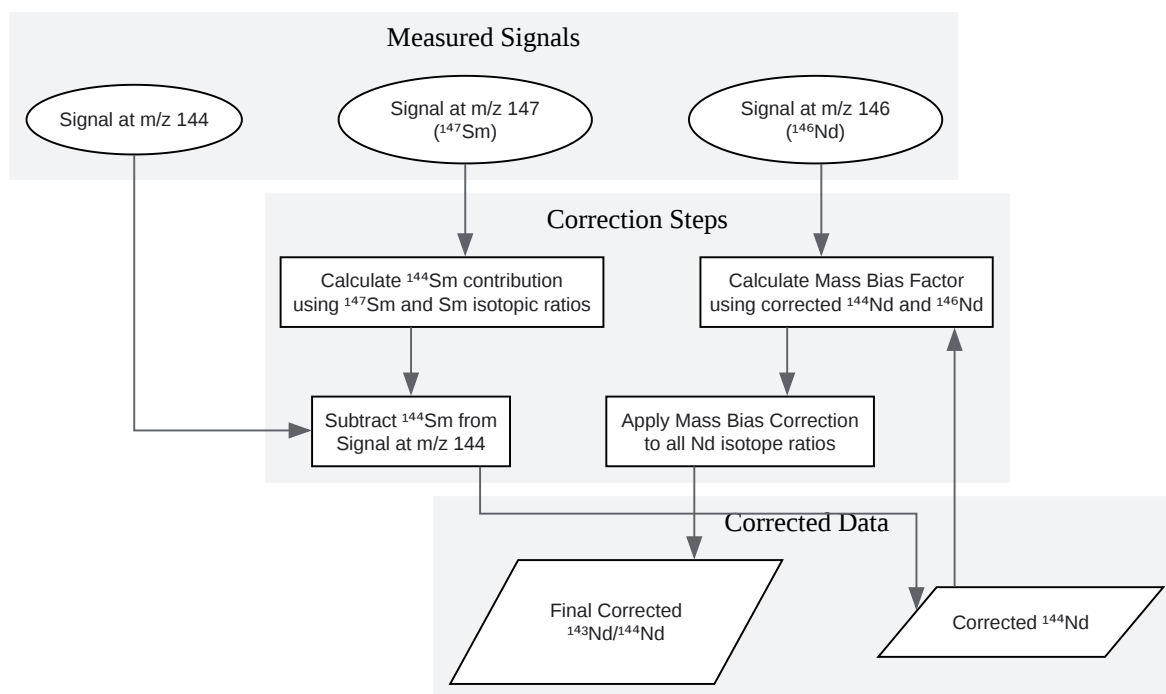 Measured Signals
Signal at m/z 144
Signal at m/z 147
(¹⁴⁷Sm)
Signal at m/z 146
(¹⁴⁶Nd)
Correction Steps
Calculate ¹⁴⁴Sm contribution
using ¹⁴⁷Sm and Sm isotopic ratios
Calculate Mass Bias Factor
using corrected ¹⁴⁴Nd and ¹⁴⁶Nd
Subtract ¹⁴⁴Sm from
Signal at m/z 144
Apply Mass Bias Correction
to all Nd isotope ratios
Corrected Data
Final Corrected
¹⁴³Nd/¹⁴⁴Nd
Corrected ¹⁴⁴Nd